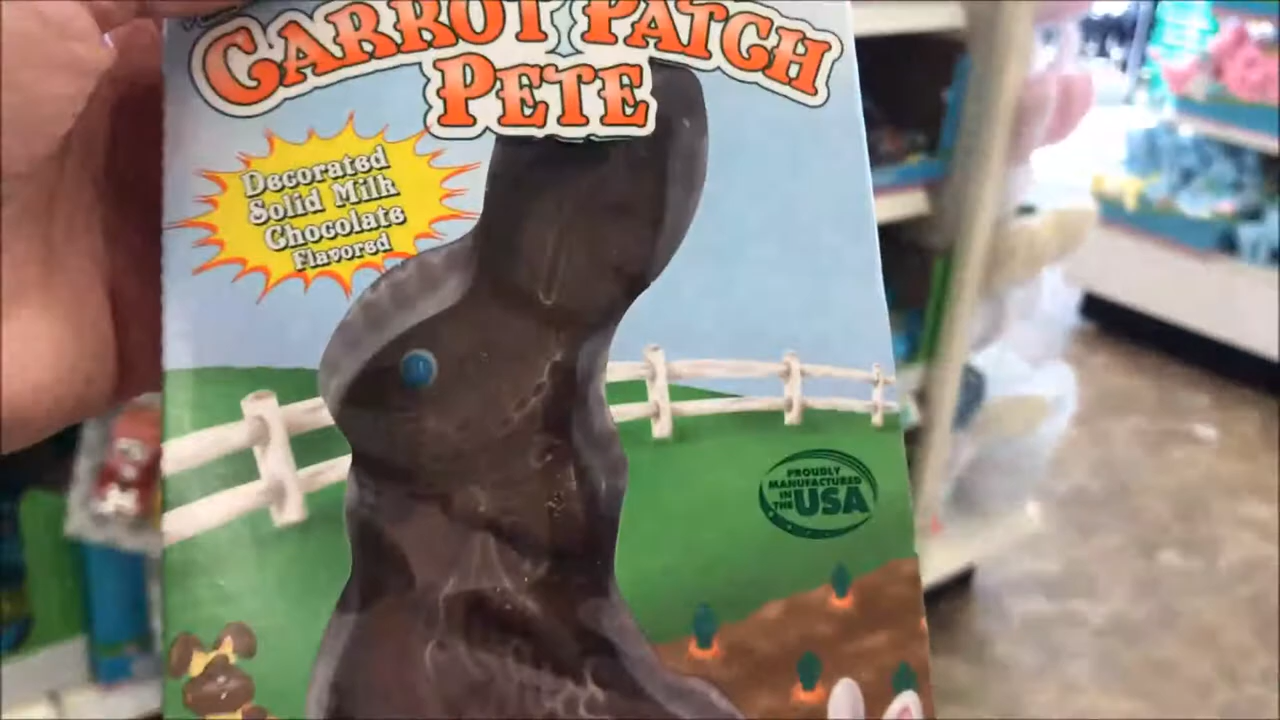 CARROT PATCH
PETE
Decorated
Solid Milk
Chocolate
Flavored
PROUDLY
MANUFACTURED
IN THE USA